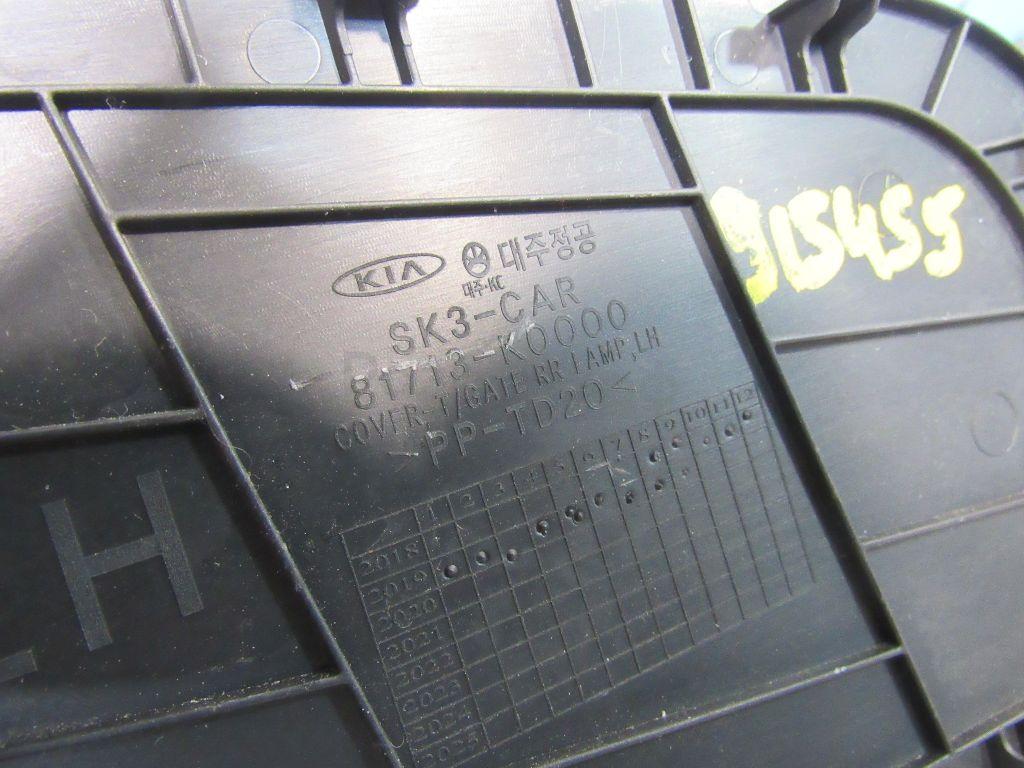 KIA 대주정공
대주-KC
SK3-CAR
81713-K0000
COVER-T/GATE RR LAMP,LH
>PP-TD20<
1 2 3 4 5 6 7 8 9 10 11 12
2018
2019
2020
2021
2022
2023
2024
2025
LH
915455